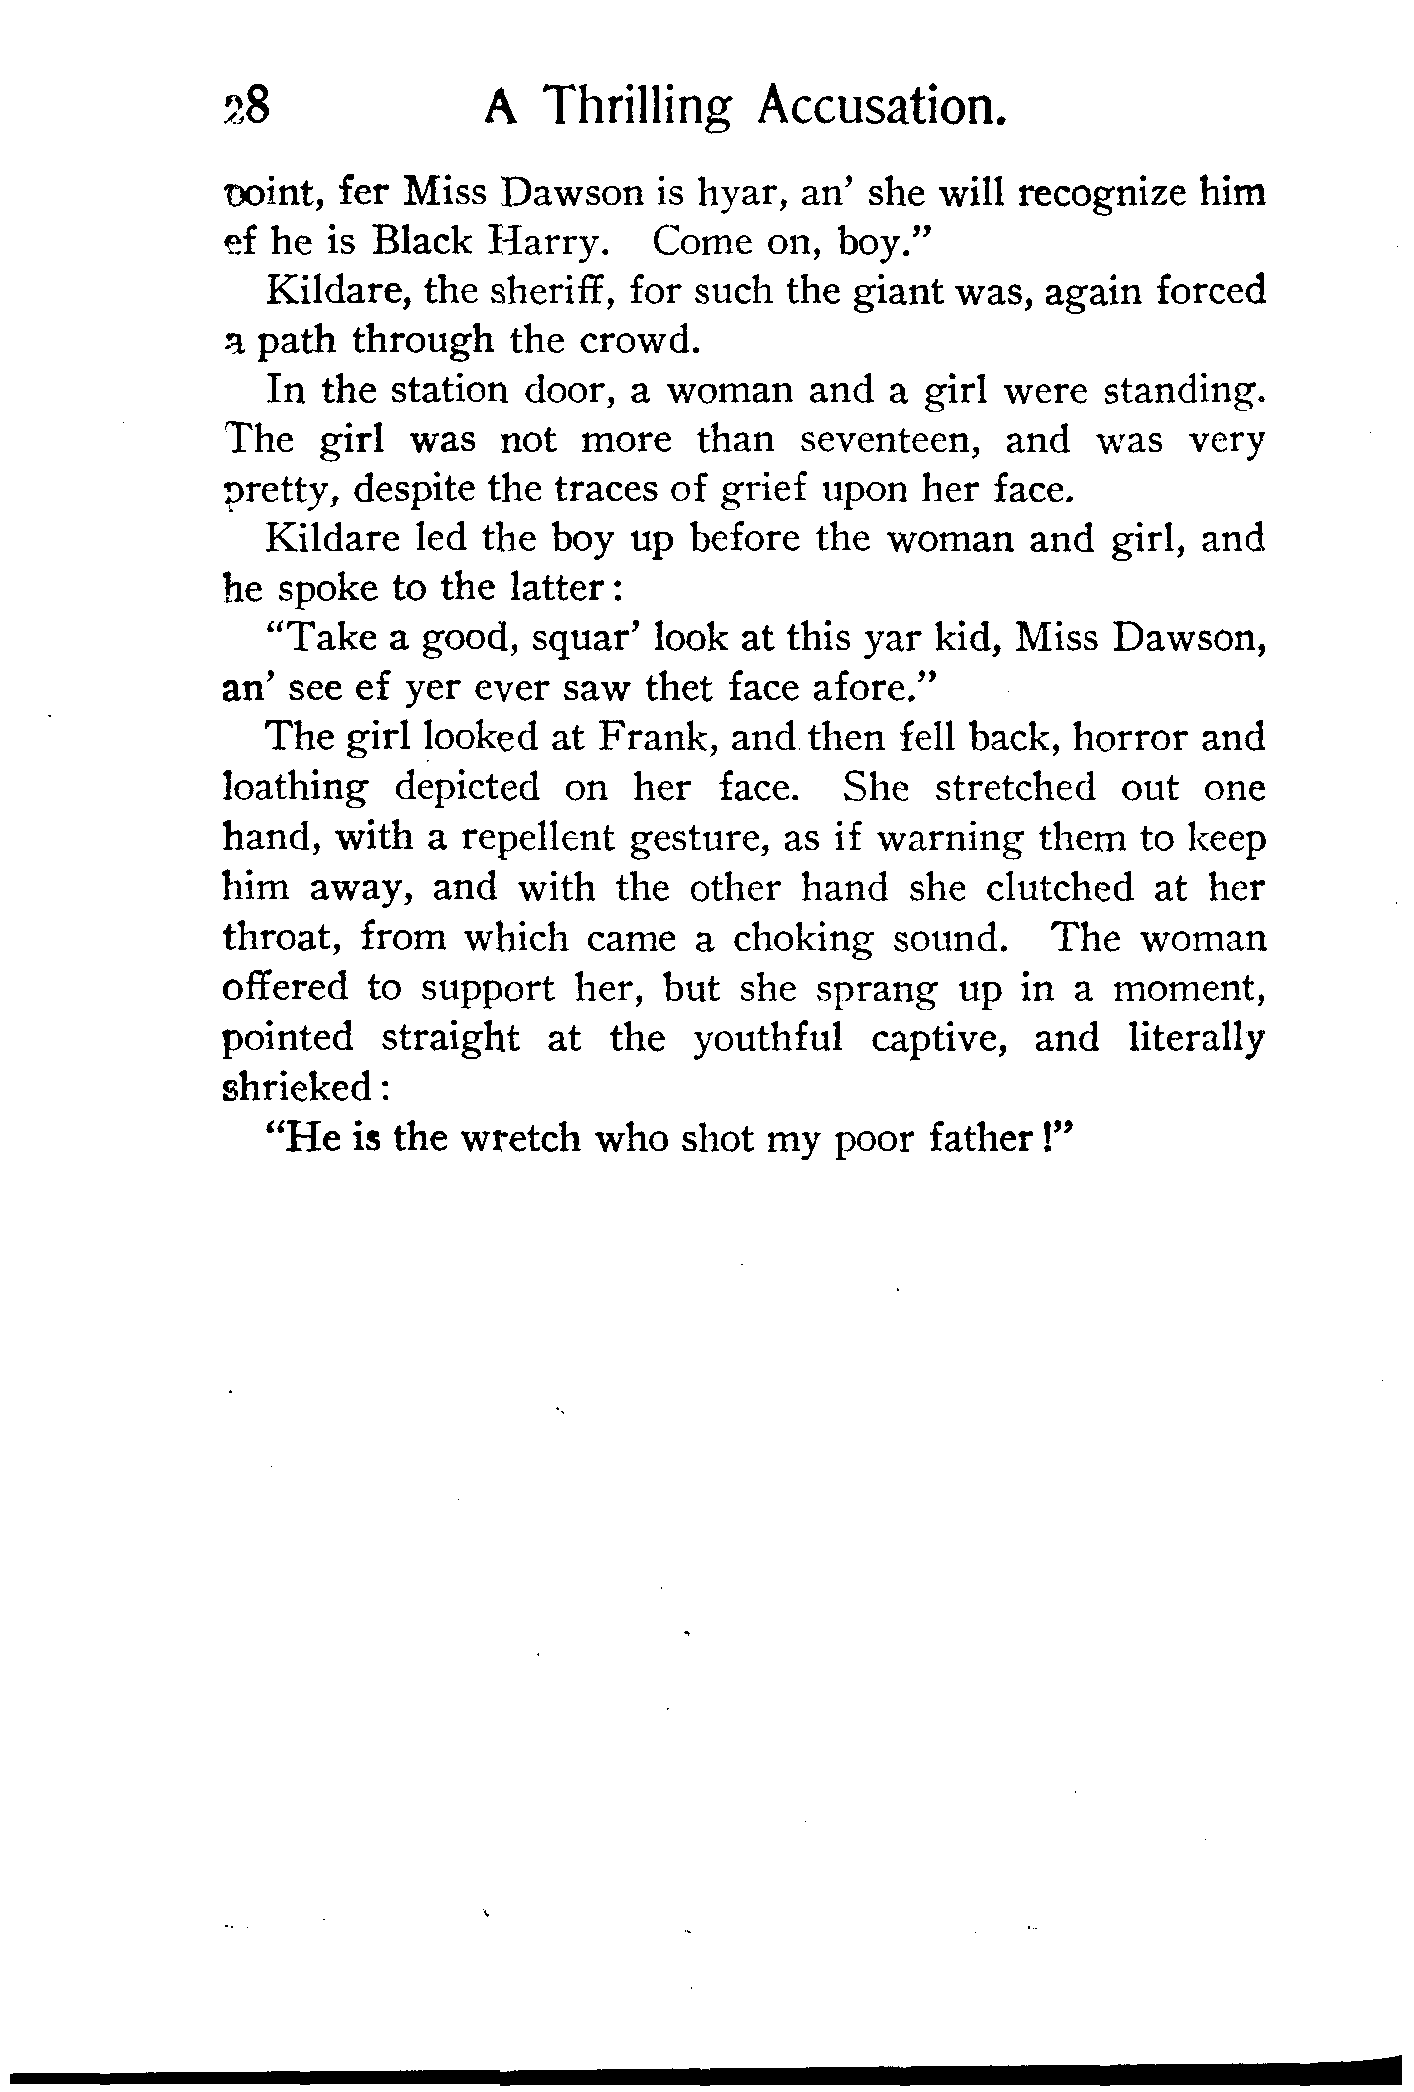 28 A Thrilling Accusation.
point, fer Miss Dawson is hyar, an' she will recognize him
ef he is Black Harry. Come on, boy."
Kildare, the sheriff, for such the giant was, again forced
a path through the crowd.
In the station door, a woman and a girl were standing.
The girl was not more than seventeen, and was very
pretty, despite the traces of grief upon her face.
Kildare led the boy up before the woman and girl, and
he spoke to the latter:
"Take a good, squar' look at this yar kid, Miss Dawson,
an' see ef yer ever saw thet face afore."
The girl looked at Frank, and then fell back, horror and
loathing depicted on her face. She stretched out one
hand, with a repellent gesture, as if warning them to keep
him away, and with the other hand she clutched at her
throat, from which came a choking sound. The woman
offered to support her, but she sprang up in a moment,
pointed straight at the youthful captive, and literally
shrieked:
"He is the wretch who shot my poor father!"